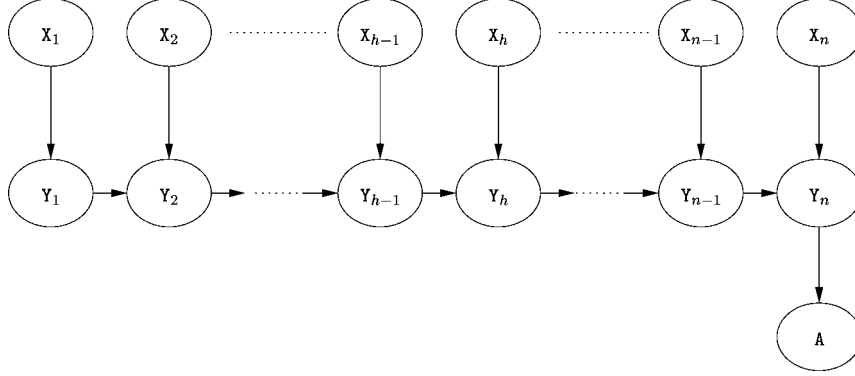 X₁ X₂ Xₕ₋₁ Xₕ Xₙ₋₁ Xₙ
Y₁ Y₂ Yₕ₋₁ Yₕ Yₙ₋₁ Yₙ
A